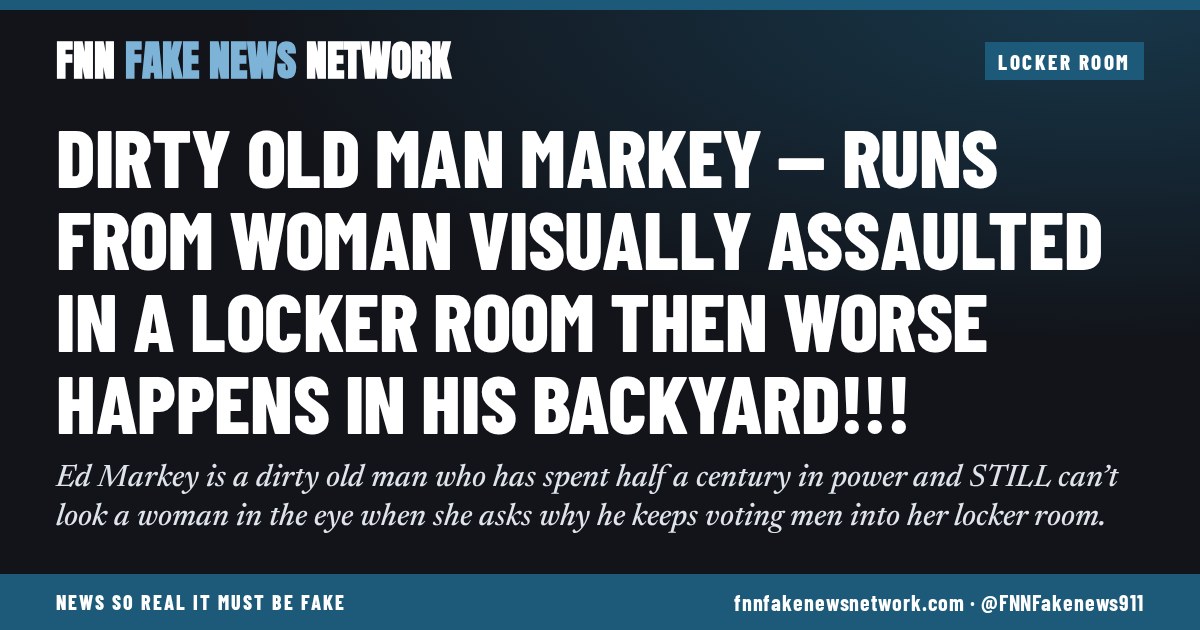 FNN FAKE NEWS NETWORK
LOCKER ROOM
DIRTY OLD MAN MARKEY — RUNS
FROM WOMAN VISUALLY ASSAULTED
IN A LOCKER ROOM THEN WORSE
HAPPENS IN HIS BACKYARD!!!
Ed Markey is a dirty old man who has spent half a century in power and STILL can’t
look a woman in the eye when she asks why he keeps voting men into her locker room.
NEWS SO REAL IT MUST BE FAKE
fnnfakenewsnetwork.com · @FNNFakenews911